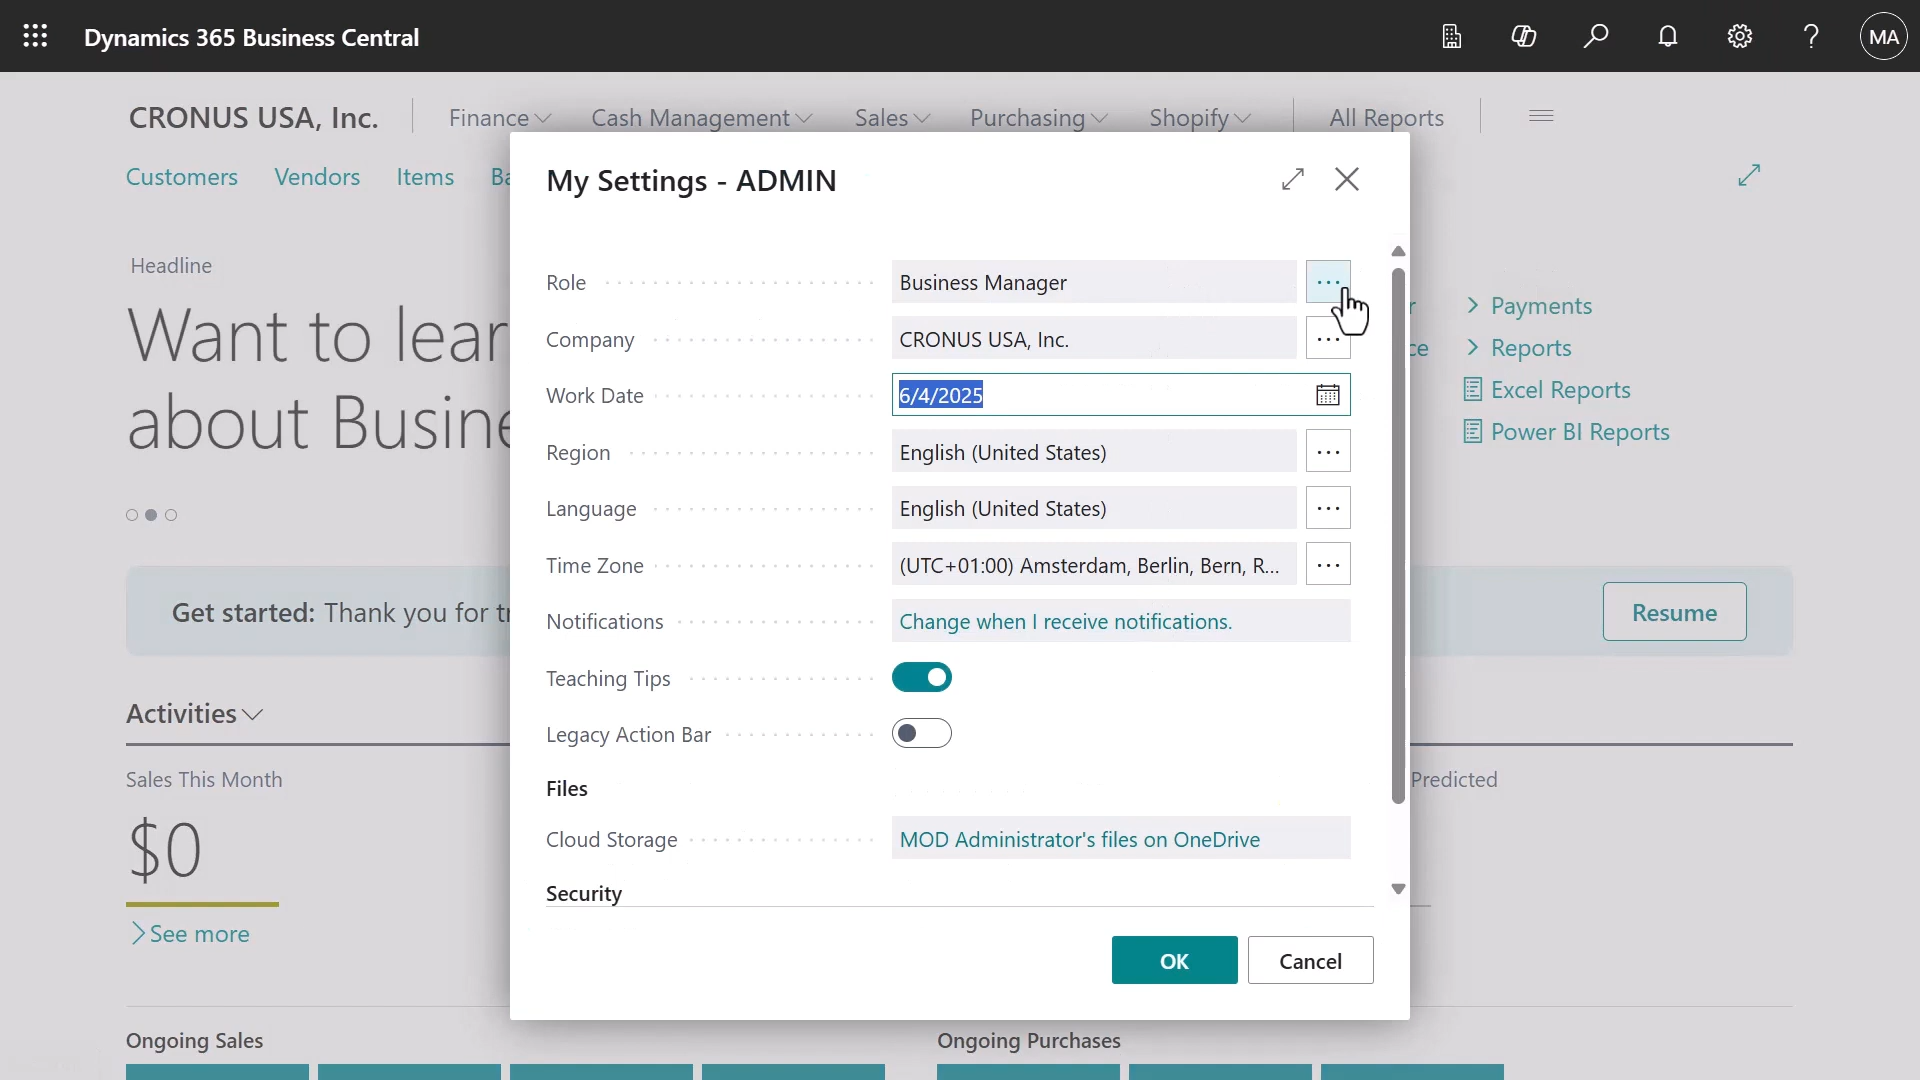 Dynamics 365 Business Central
MA
CRONUS USA, Inc.
Finance
Cash Management
Sales
Purchasing
Shopify
All Reports
Customers
Vendors
Items
My Settings - ADMIN
Headline
Want to
about
Role
Business Manager
Company
CRONUS USA, Inc.
Work Date
6/4/2025
Region
English (United States)
Language
English (United States)
Time Zone
(UTC+01:00) Amsterdam, Berlin, Bern, R...
Notifications
Change when I receive notifications.
Teaching Tips
Legacy Action Bar
Files
Cloud Storage
MOD Administrator's files on OneDrive
Security
OK
Cancel
Payments
Reports
Excel Reports
Power BI Reports
Get started: Thank you for
Resume
Activities
Sales This Month
$0
See more
Predicted
Ongoing Sales
Ongoing Purchases